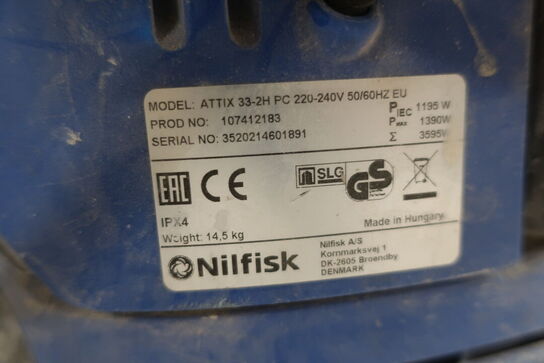 MODEL: ATTIX 33-2H PC 220-240V 50/60HZ EU
PROD NO: 107412183
SERIAL NO: 3520214601891
PIEC 1195 W
PMAX 1390W
Σ 3595W
EAC CE
SLG GS
IPX4
Weight: 14,5 kg
Made in Hungary
Nilfisk
Nilfisk A/S
Kornmarksvej 1
DK-2605 Broendby
DENMARK